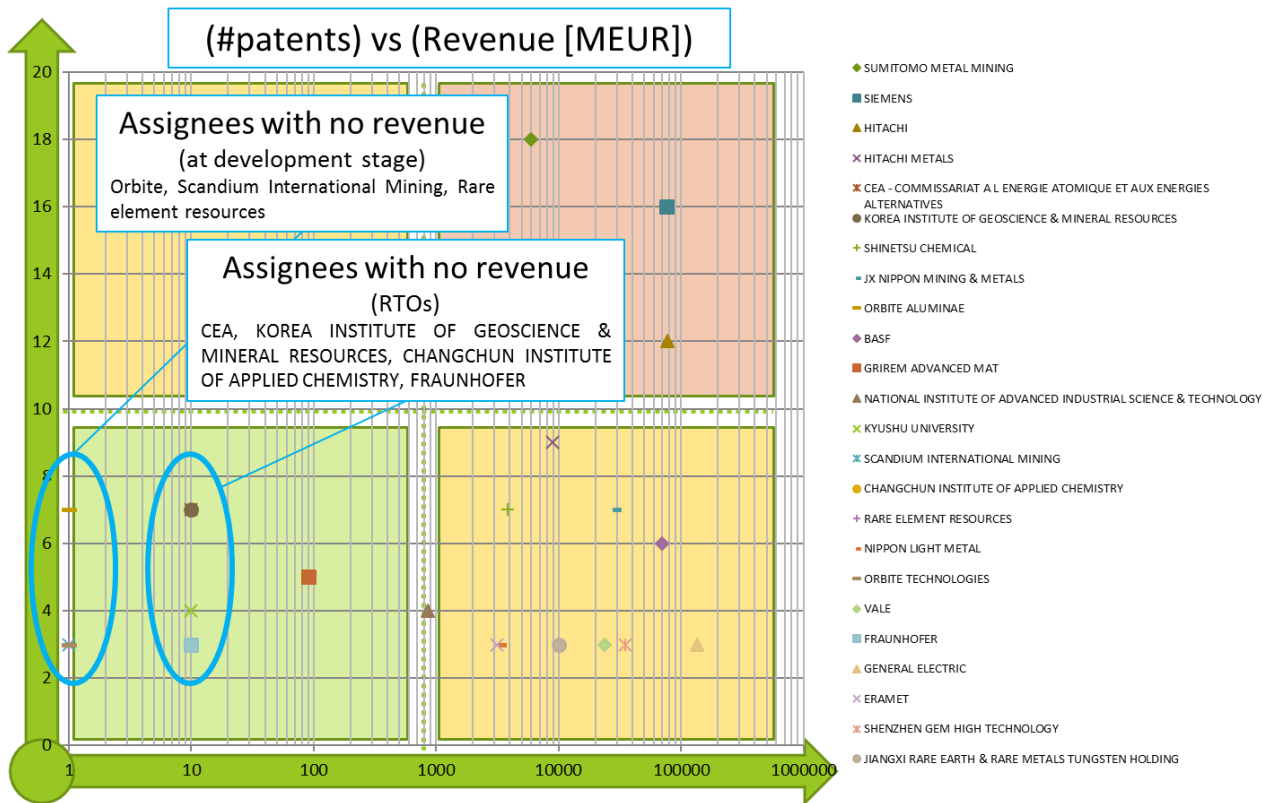 (#patents) vs (Revenue [MEUR])
20
18
16
14
12
10
8
6
4
2
0
Assignees with no revenue
(at development stage)
Orbite, Scandium International Mining, Rare
element resources
Assignees with no revenue
(RTOs)
CEA, KOREA INSTITUTE OF GEOSCIENCE &
MINERAL RESOURCES, CHANGCHUN INSTITUTE
OF APPLIED CHEMISTRY, FRAUNHOFER
1 10 100 1000 10000 100000 1000000
SUMITOMO METAL MINING
SIEMENS
HITACHI
HITACHI METALS
CEA - COMMISSARIAT A L ENERGIE ATOMIQUE ET AUX ENERGIES
ALTERNATIVES
KOREA INSTITUTE OF GEOSCIENCE & MINERAL RESOURCES
SHINETSU CHEMICAL
JX NIPPON MINING & METALS
ORBITE ALUMINAE
BASF
GRIREM ADVANCED MAT
NATIONAL INSTITUTE OF ADVANCED INDUSTRIAL SCIENCE & TECHNOLOGY
KYUSHU UNIVERSITY
SCANDIUM INTERNATIONAL MINING
CHANGCHUN INSTITUTE OF APPLIED CHEMISTRY
RARE ELEMENT RESOURCES
NIPPON LIGHT METAL
ORBITE TECHNOLOGIES
VALE
FRAUNHOFER
GENERAL ELECTRIC
ERAMET
SHENZHEN GEM HIGH TECHNOLOGY
JIANGXI RARE EARTH & RARE METALS TUNGSTEN HOLDING